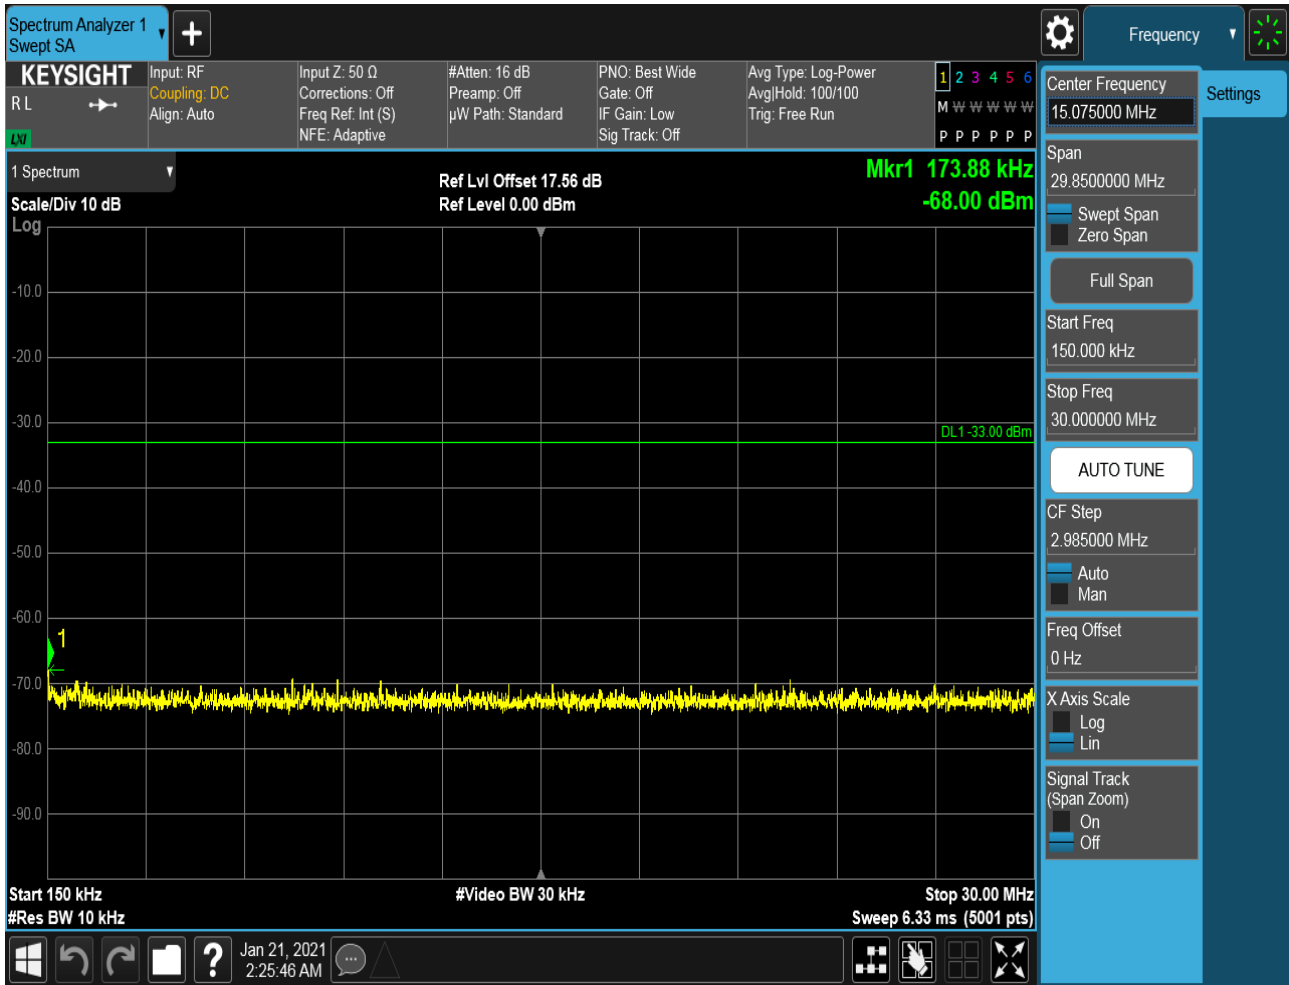 Spectrum Analyzer 1
Swept SA
Frequency
KEYSIGHT
R L
LXI
Input: RF
Coupling: DC
Align: Auto
Input Z: 50 Ω
Corrections: Off
Freq Ref: Int (S)
NFE: Adaptive
#Atten: 16 dB
Preamp: Off
µW Path: Standard
PNO: Best Wide
Gate: Off
IF Gain: Low
Sig Track: Off
Avg Type: Log-Power
Avg|Hold: 100/100
Trig: Free Run
1 2 3 4 5 6
M W W W W W
P P P P P P
1 Spectrum
Scale/Div 10 dB
Log
Ref Lvl Offset 17.56 dB
Ref Level 0.00 dBm
Mkr1 173.88 kHz
-68.00 dBm
-10.0
-20.0
-30.0
DL1 -33.00 dBm
-40.0
-50.0
-60.0
1
-70.0
-80.0
-90.0
Start 150 kHz
#Res BW 10 kHz
#Video BW 30 kHz
Stop 30.00 MHz
Sweep 6.33 ms (5001 pts)
?
Jan 21, 2021
2:25:46 AM
Center Frequency
15.075000 MHz
Settings
Span
29.8500000 MHz
Swept Span
Zero Span
Full Span
Start Freq
150.000 kHz
Stop Freq
30.000000 MHz
AUTO TUNE
CF Step
2.985000 MHz
Auto
Man
Freq Offset
0 Hz
X Axis Scale
Log
Lin
Signal Track
(Span Zoom)
On
Off